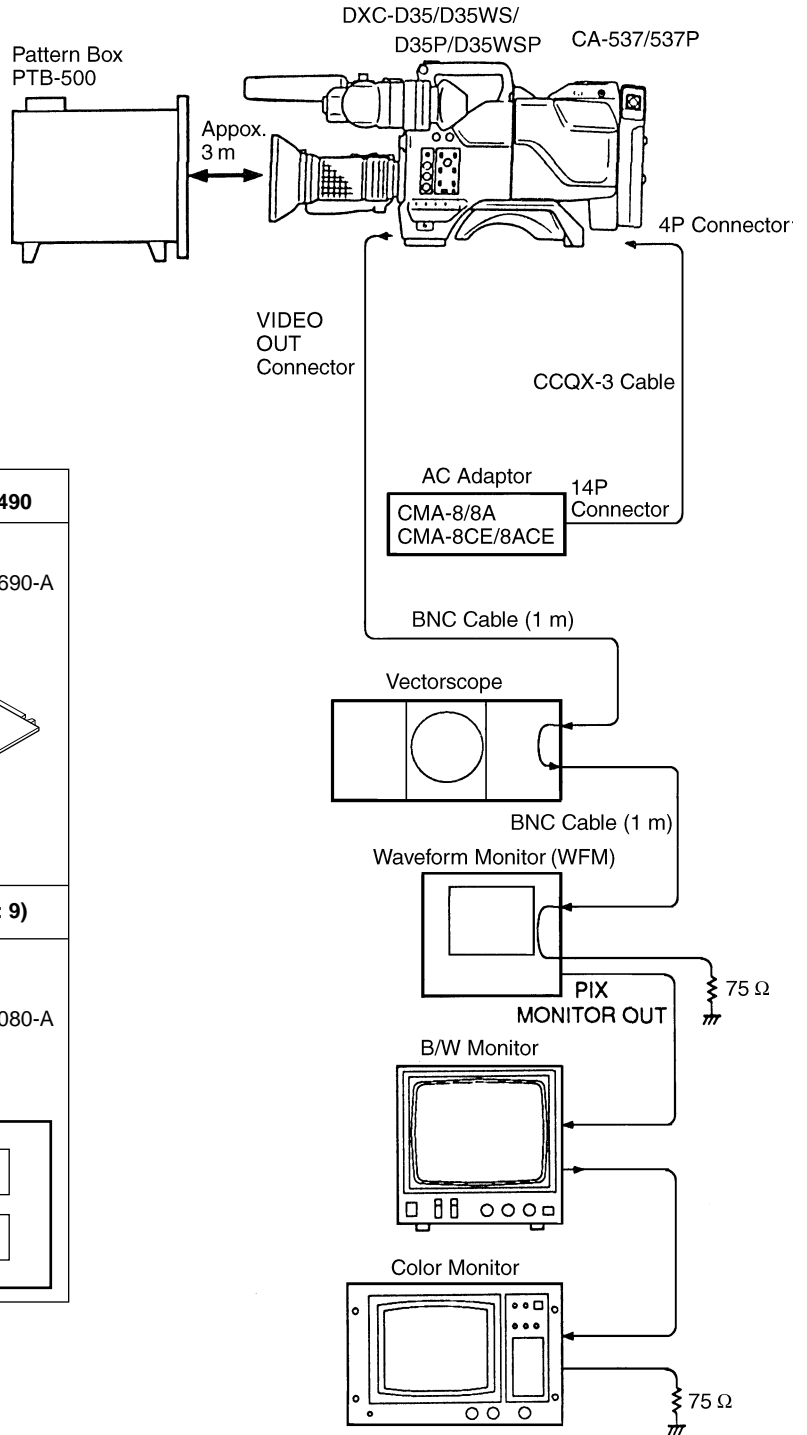 DXC-D35/D35WS/
D35P/D35WSP
CA-537/537P
Pattern Box
PTB-500
Appox.
3 m
4P Connector
VIDEO
OUT
Connector
CCQX-3 Cable
AC Adaptor
14P
Connector
CMA-8/8A
CMA-8CE/8ACE
490
690-A
BNC Cable (1 m)
Vectorscope
BNC Cable (1 m)
Waveform Monitor (WFM)
: 9)
080-A
75 Ω
PIX
MONITOR OUT
B/W Monitor
Color Monitor
75 Ω